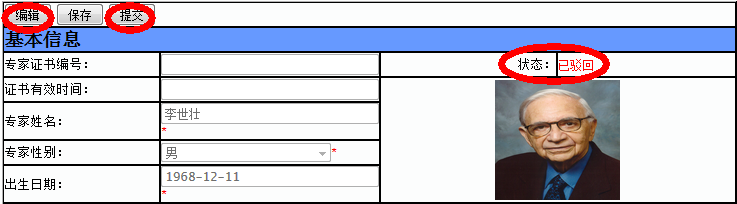 编辑 保存 提交
基本信息
专家证书编号： 状态： 已驳回
证书有效时间：
专家姓名： 李世壮
*
专家性别： 男 *
出生日期： 1968-12-11
*